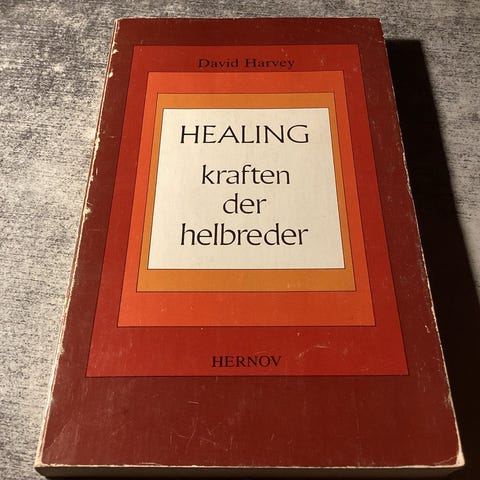 David Harvey
HEALING
kraften
der
helbreder
HERNOV